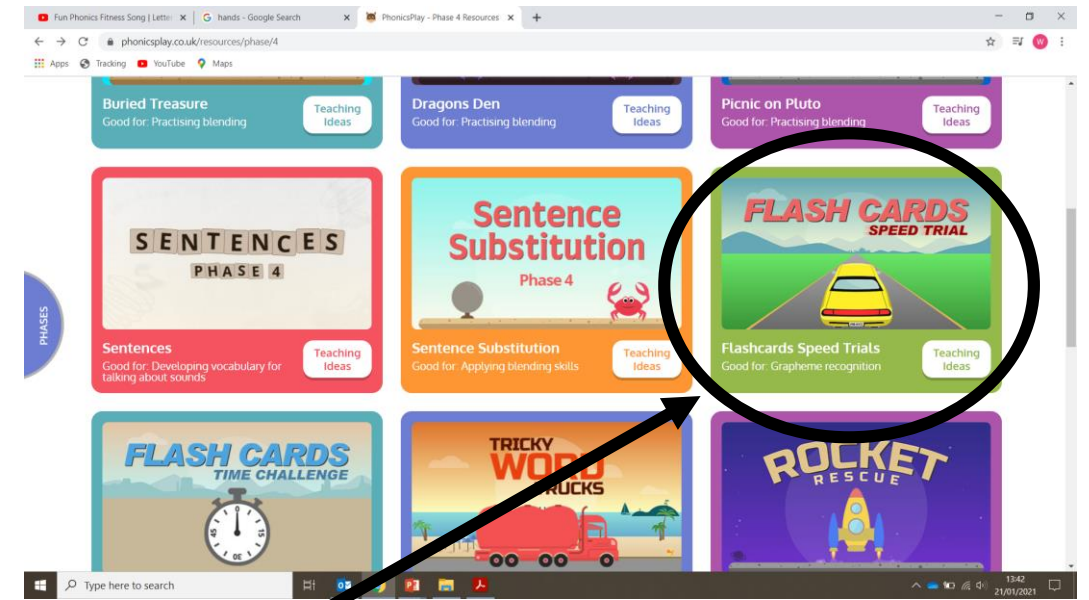 Fun Phonics Fitness Song | Letter
hands - Google Search
PhonicsPlay - Phase 4 Resources
phonicsplay.co.uk/resources/phase/4
W
Apps
Tracking
YouTube
Maps
Buried Treasure
Good for: Practising blending
Teaching
Ideas
Dragons Den
Good for: Practising blending
Teaching
Ideas
Picnic on Pluto
Good for: Practising blending
Teaching
Ideas
PHASES
SENTENCES
PHASE 4
Sentences
Good for: Developing vocabulary for
talking about sounds
Teaching
Ideas
Sentence
Substitution
Phase 4
Sentence Substitution
Good for: Applying blending skills
Teaching
Ideas
FLASH CARDS
SPEED TRIAL
Flashcards Speed Trials
Good for: Grapheme recognition
Teaching
Ideas
FLASH CARDS
TIME CHALLENGE
TRICKY
WORD
TRUCKS
ROCKET
RESCUE
Type here to search
13:42
21/01/2021